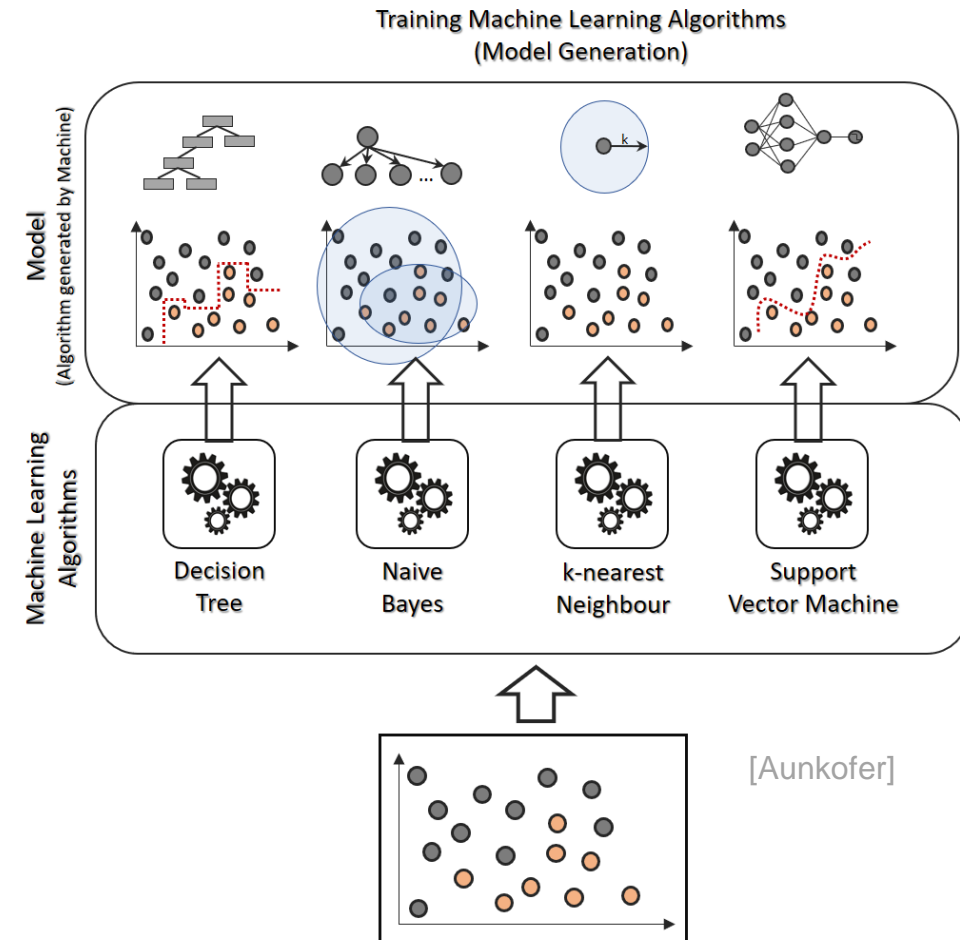 Training Machine Learning Algorithms
(Model Generation)
Model
(Algorithm generated by Machine)
k
...
Machine Learning
Algorithms
Decision
Tree
Naive
Bayes
k-nearest
Neighbour
Support
Vector Machine
[Aunkofer]